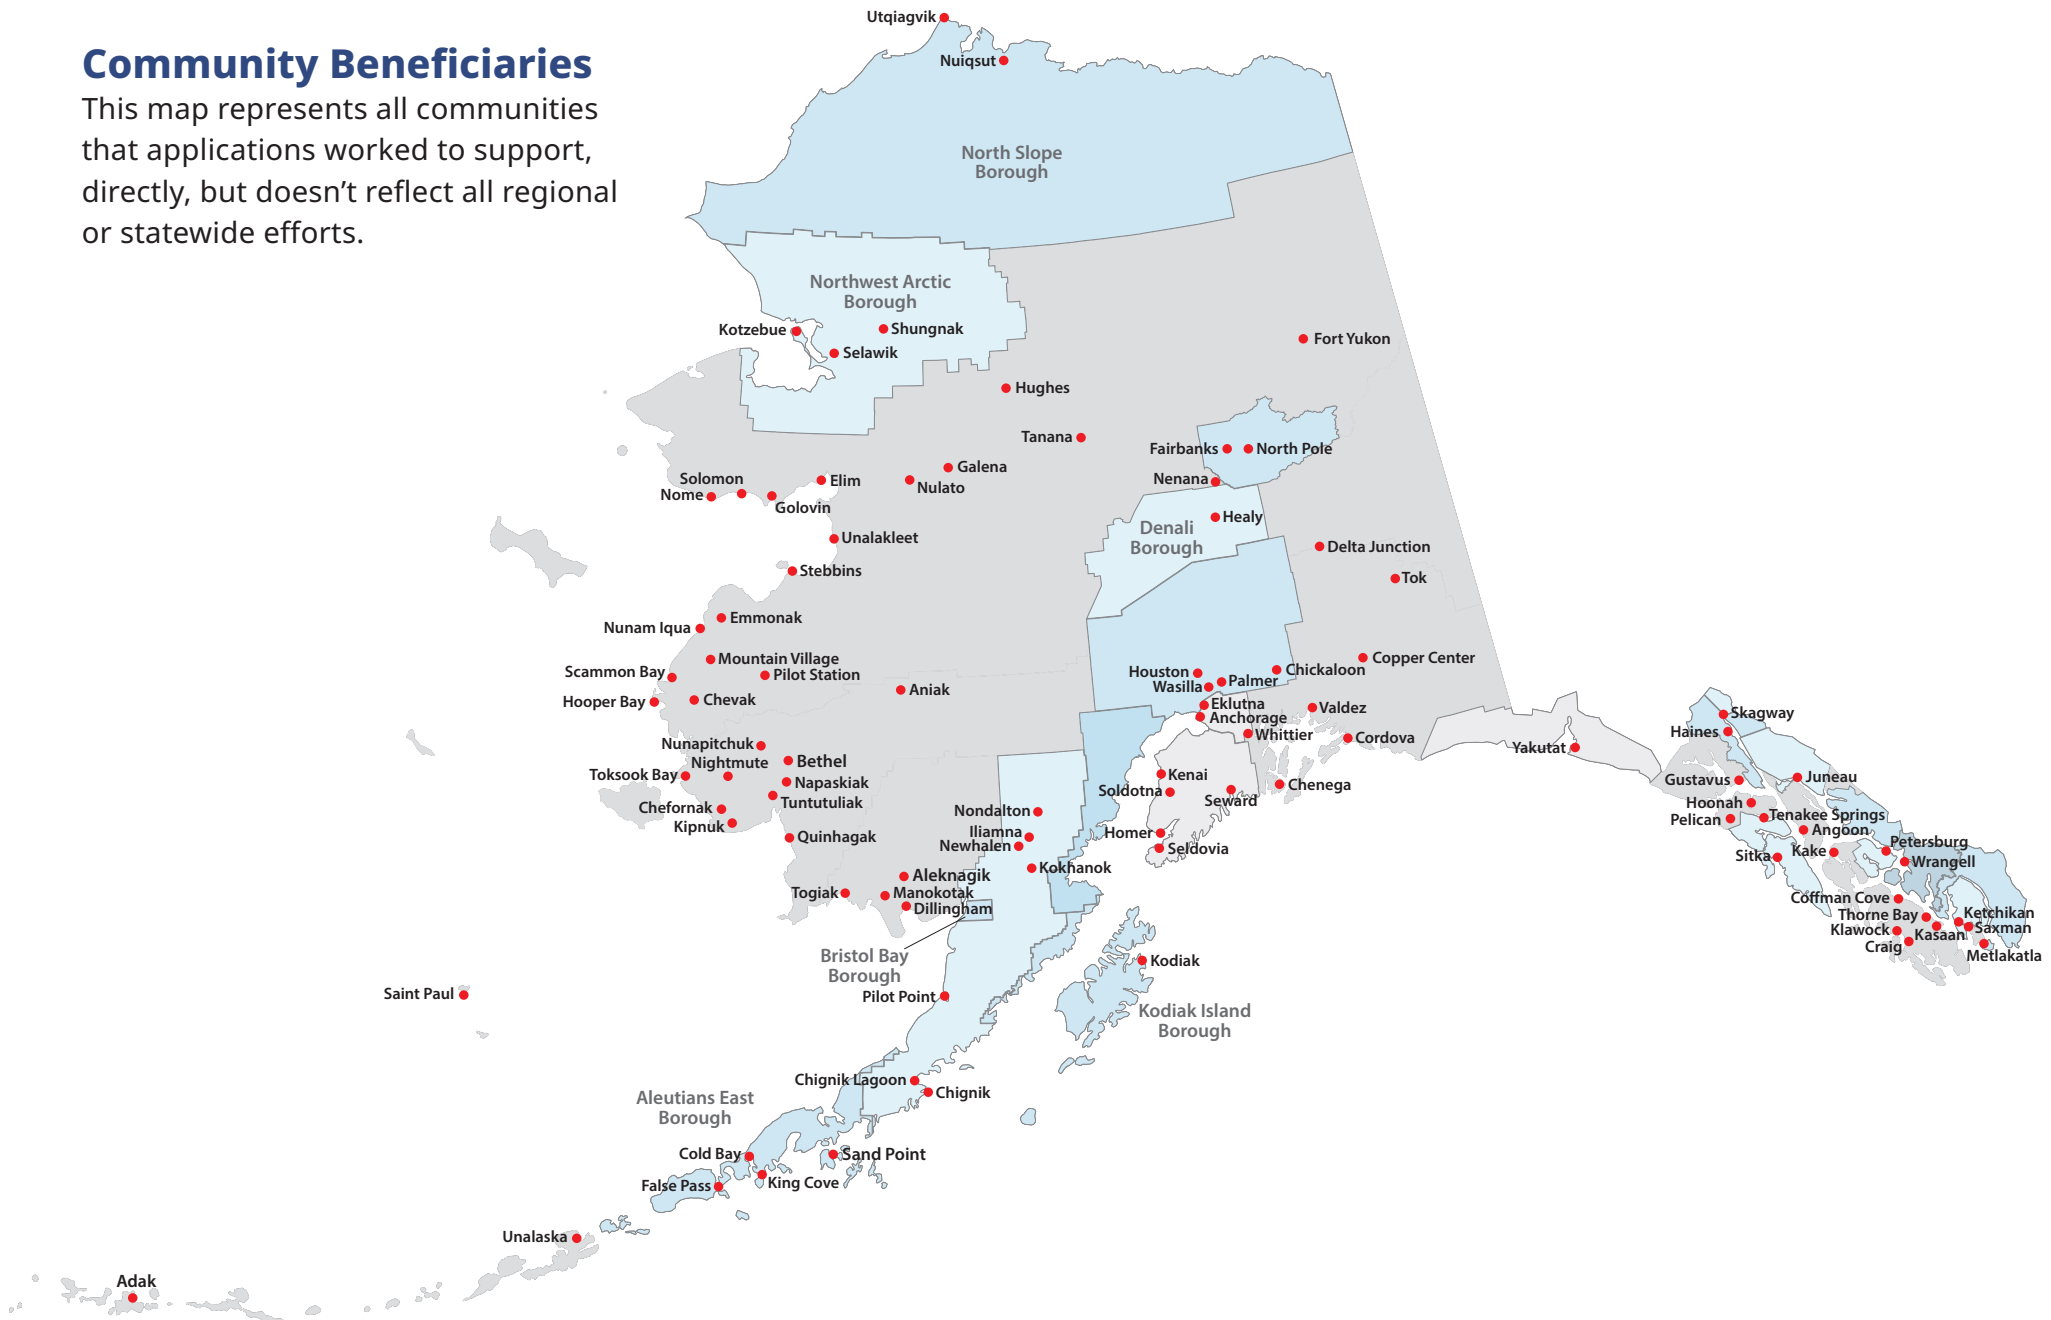 Community Beneficiaries
This map represents all communities
that applications worked to support,
directly, but doesn’t reflect all regional
or statewide efforts.
Utqiagvik
Nuiqsut
North Slope
Borough
Northwest Arctic
Borough
Kotzebue
Shungnak
Selawik
Fort Yukon
Hughes
Tanana
Fairbanks
North Pole
Galena
Nulato
Solomon
Nome
Golovin
Elim
Nenana
Healy
Denali
Borough
Unalakleet
Delta Junction
Stebbins
Tok
Emmonak
Nunam Iqua
Mountain Village
Pilot Station
Scammon Bay
Hooper Bay
Chevak
Aniak
Houston
Wasilla
Palmer
Chickaloon
Copper Center
Eklutna
Anchorage
Valdez
Whittier
Cordova
Yakutat
Skagway
Haines
Nunapitchuk
Nightmute
Bethel
Toksook Bay
Napaskiak
Tuntutuliak
Chefornak
Kipnuk
Quinhagak
Kenai
Soldotna
Seward
Chenega
Gustavus
Juneau
Nondalton
Iliamna
Newhalen
Homer
Seldovia
Hoonah
Pelican
Tenakee Springs
Angoon
Petersburg
Sitka
Kake
Wrangell
Kokhanok
Aleknagik
Togiak
Manokotak
Dillingham
Coffman Cove
Thorne Bay
Ketchikan
Klawock
Kasaan
Saxman
Craig
Metlakatla
Bristol Bay
Borough
Kodiak
Pilot Point
Saint Paul
Kodiak Island
Borough
Chignik Lagoon
Chignik
Aleutians East
Borough
Cold Bay
Sand Point
False Pass
King Cove
Unalaska
Adak